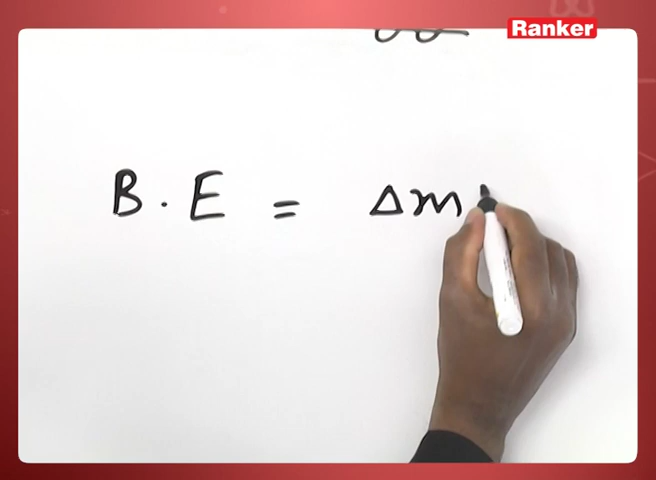 Ranker
B.E = Δm